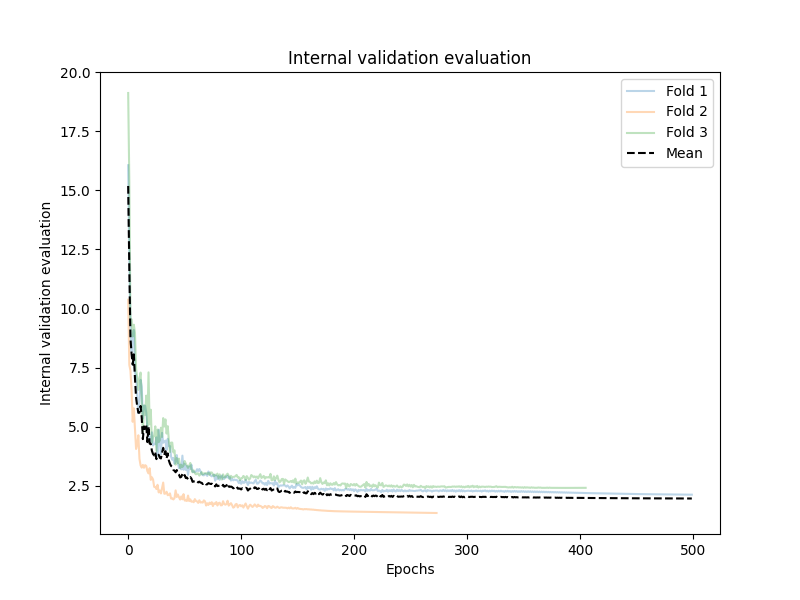 Internal validation evaluation
Internal validation evaluation
20.0
17.5
15.0
12.5
10.0
7.5
5.0
2.5
0
100
200
300
400
500
Epochs
Fold 1
Fold 2
Fold 3
Mean